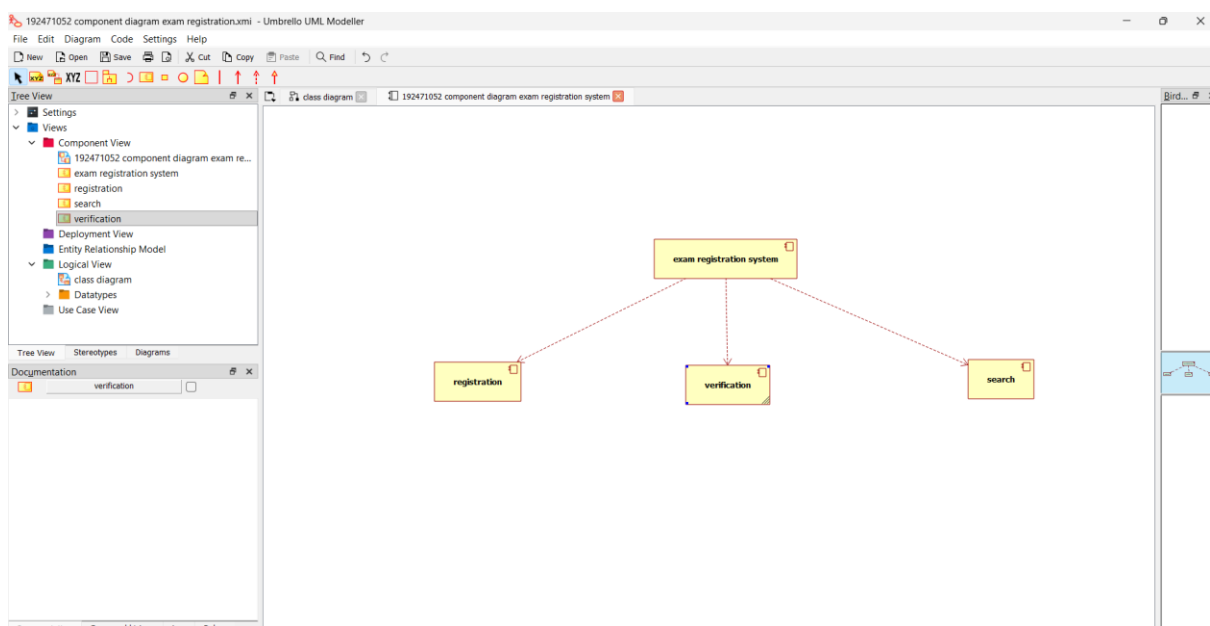 192471052 component diagram exam registration.xmi - Umbrello UML Modeller
File Edit Diagram Code Settings Help
New Open Save Cut Copy Paste Find
XYZ XYZ
Tree View
class diagram
192471052 component diagram exam registration system
Bird...
Settings
Views
Component View
192471052 component diagram exam re...
exam registration system
registration
search
verification
Deployment View
Entity Relationship Model
Logical View
class diagram
Datatypes
Use Case View
Tree View Stereotypes Diagrams
Documentation
verification
exam registration system
registration
verification
search